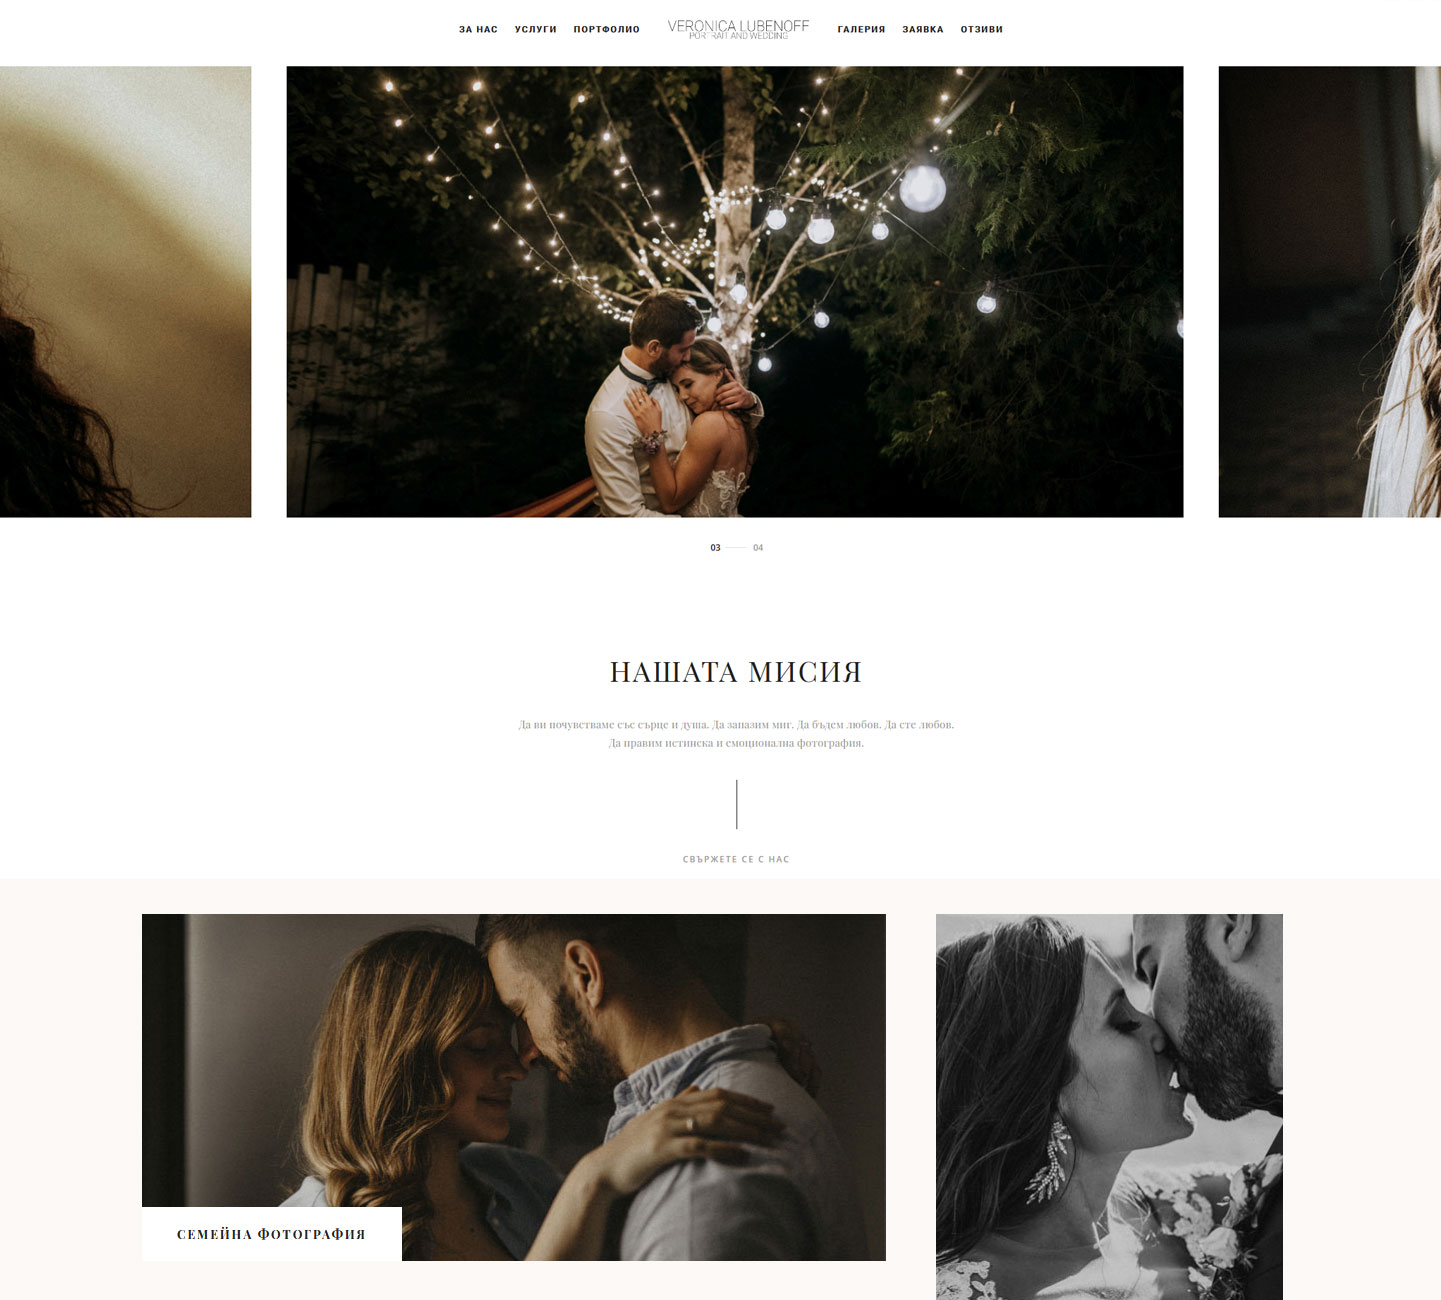 ЗА НАС УСЛУГИ ПОРТФОЛИО VERONICA LUBENOFF ГАЛЕРИЯ ЗАЯВКА ОТЗИВИ
PORTRAIT AND WEDDING
03 04
НАШАТА МИСИЯ
Да ви почувстваме със сърце и душа. Да запазим миг. Да бъдем любов. Да сте любов.
Да правим истинска и емоционална фотография.
СВЪРЖЕТЕ СЕ С НАС
СЕМЕЙНА ФОТОГРАФИЯ